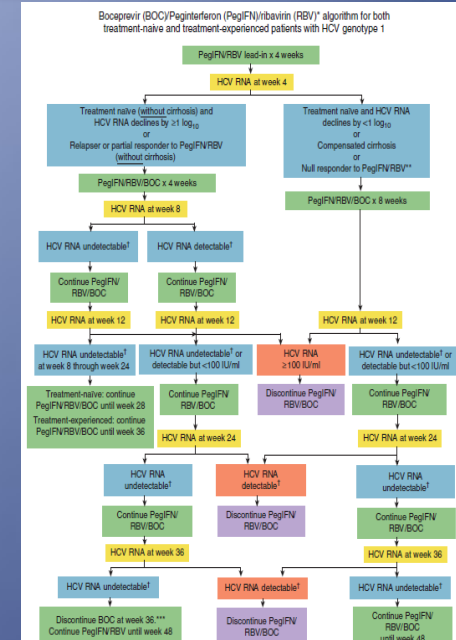 Boceprevir (BOC)/Peginterferon (PegIFN)/ribavirin (RBV)* algorithm for both
treatment-naive and treatment-experienced patients with HCV genotype 1
PegIFN/RBV lead-in x 4 weeks
HCV RNA at week 4
Treatment naïve (without cirrhosis) and
HCV RNA declines by ≥1 log10
or
Relapser or partial responder to PegIFN/RBV
(without cirrhosis)
Treatment naïve and HCV RNA
declines by <1 log10
or
Compensated cirrhosis
or
Null responder to PegIFN/RBV**
PegIFN/RBV/BOC x 4 weeks
PegIFN/RBV/BOC x 8 weeks
HCV RNA at week 8
HCV RNA undetectable†
HCV RNA detectable†
Continue PegIFN/
RBV/BOC
Continue PegIFN/
RBV/BOC
HCV RNA at week 12
HCV RNA at week 12
HCV RNA at week 12
HCV RNA undetectable†
at week 8 through week 24
HCV RNA undetectable† or
detectable but <100 IU/ml
HCV RNA
≥100 IU/ml
HCV RNA undetectable† or
detectable but <100 IU/ml
Treatment-naïve: continue
PegIFN/RBV/BOC until week 28
Treatment-experienced: continue
PegIFN/RBV/BOC until week 36
Continue PegIFN/
RBV/BOC
Discontinue PegIFN/
RBV/BOC
Continue PegIFN/
RBV/BOC
HCV RNA at week 24
HCV RNA at week 24
HCV RNA
undetectable†
HCV RNA
detectable†
HCV RNA
undetectable†
Continue PegIFN/
RBV/BOC
Discontinue PegIFN/
RBV/BOC
Continue PegIFN/
RBV/BOC
HCV RNA at week 36
HCV RNA at week 36
HCV RNA undetectable†
HCV RNA detectable†
HCV RNA undetectable†
Discontinue BOC at week 36.***
Continue PegIFN/RBV until week 48
Discontinue PegIFN/
RBV/BOC
Continue PegIFN/
RBV/BOC
until week 48